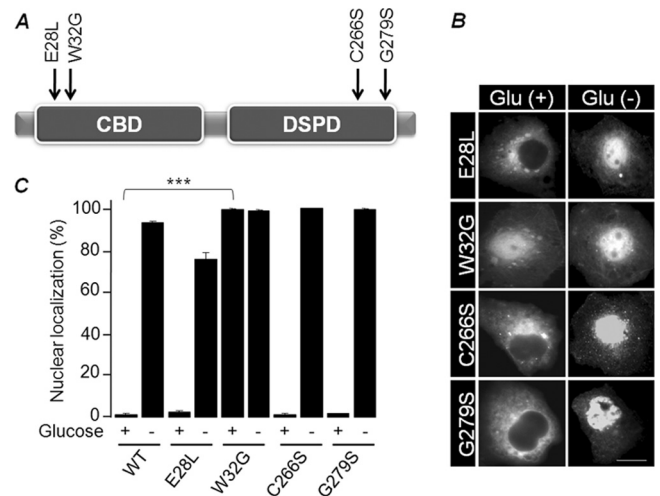 A
E28L
W32G
C266S
G279S
CBD
DSPD
B
Glu (+)
Glu (-)
E28L
W32G
C266S
G279S
C
***
Nuclear localization (%)
100
80
60
40
20
0
Glucose + - + - + - + - + -
WT
E28L
W32G
C266S
G279S